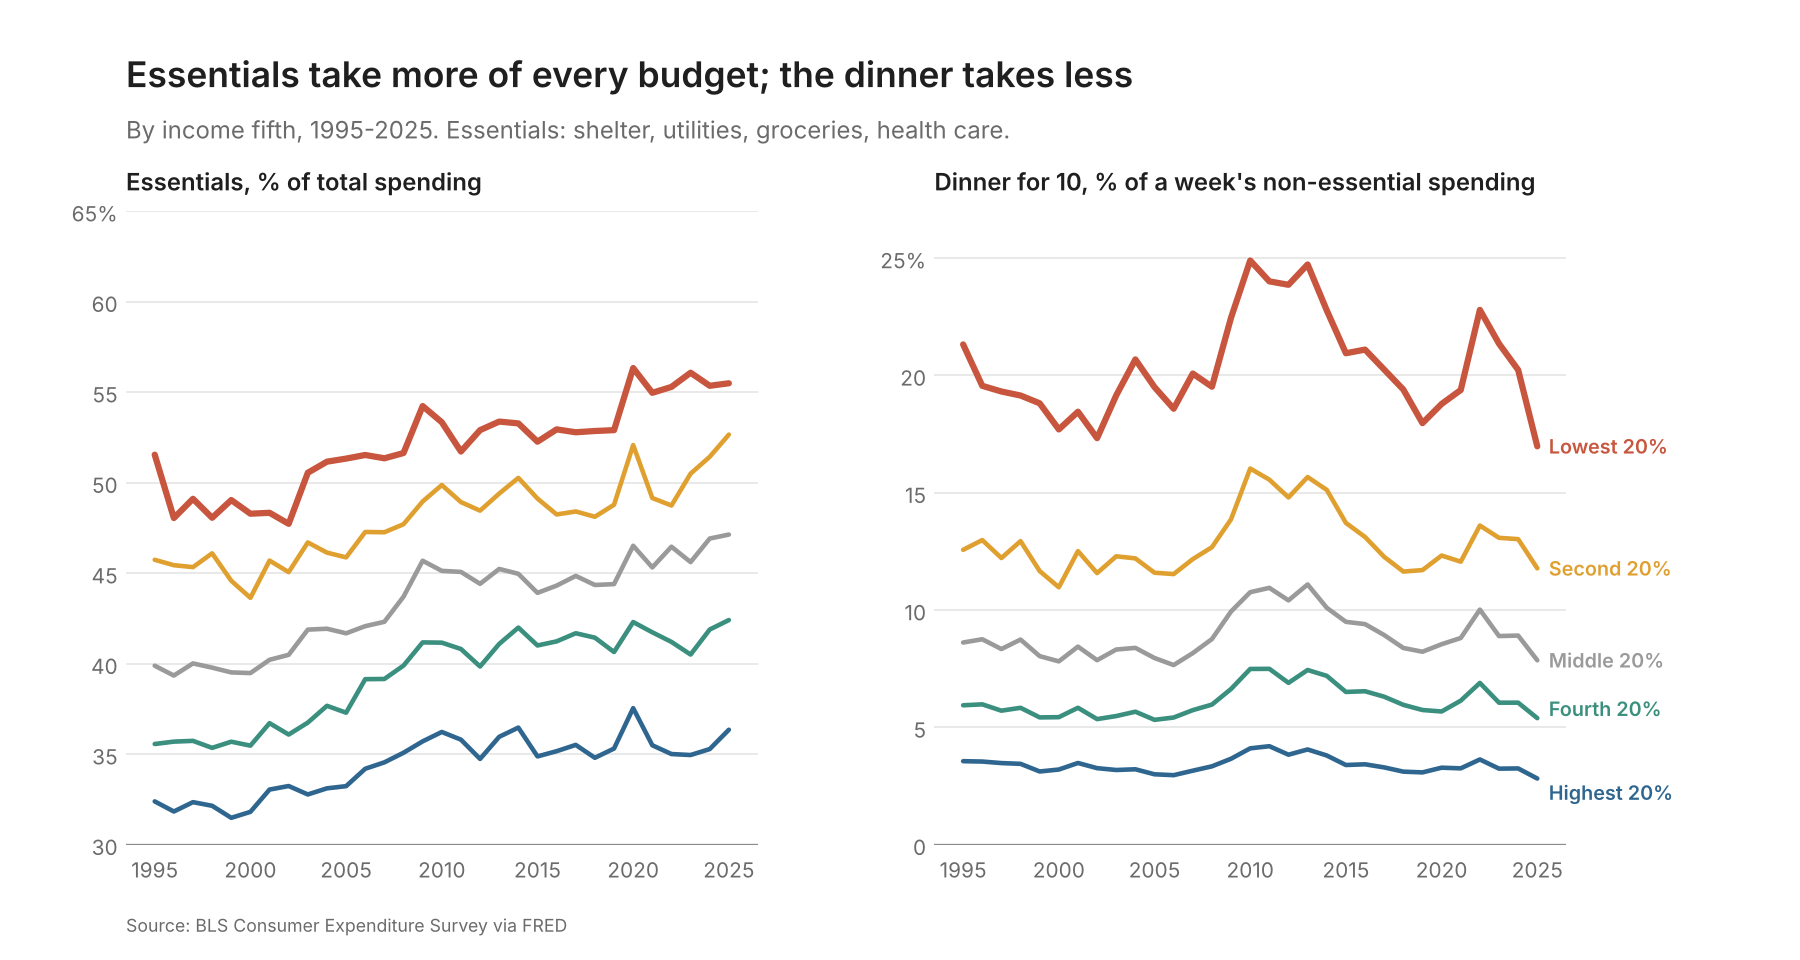 Essentials take more of every budget; the dinner takes less
By income fifth, 1995-2025. Essentials: shelter, utilities, groceries, health care.
Essentials, % of total spending
65%
60
55
50
45
40
35
30
1995 2000 2005 2010 2015 2020 2025
Dinner for 10, % of a week's non-essential spending
25%
20
15
10
5
0
Lowest 20%
Second 20%
Middle 20%
Fourth 20%
Highest 20%
1995 2000 2005 2010 2015 2020 2025
Source: BLS Consumer Expenditure Survey via FRED